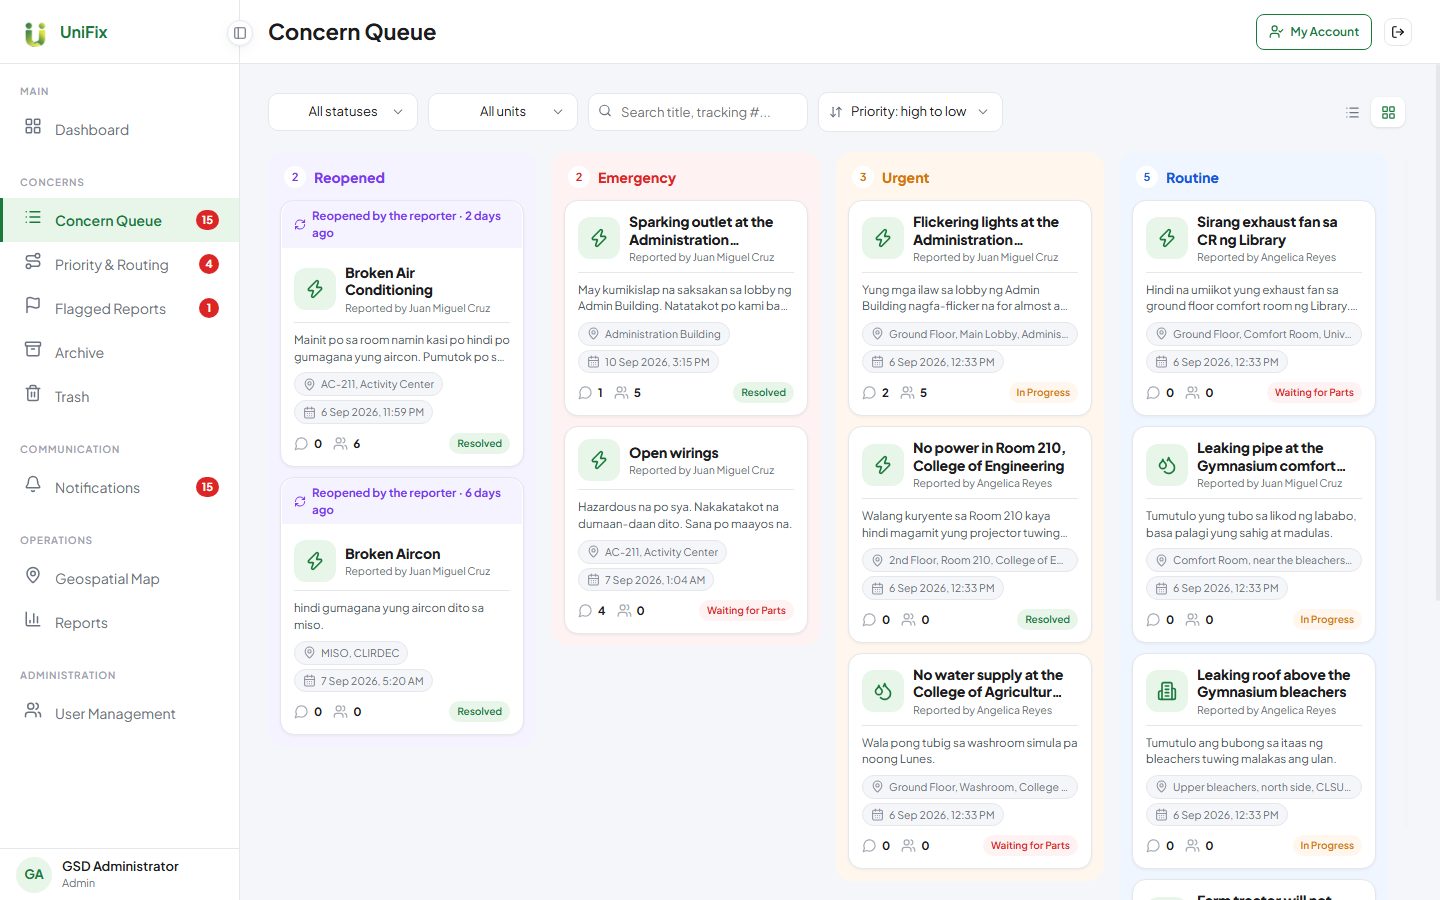 UniFix
Concern Queue
My Account
MAIN
Dashboard
CONCERNS
Concern Queue 15
Priority & Routing 4
Flagged Reports 1
Archive
Trash
COMMUNICATION
Notifications 15
OPERATIONS
Geospatial Map
Reports
ADMINISTRATION
User Management
GA
GSD Administrator
Admin
All statuses
All units
Search title, tracking #...
Priority: high to low
2 Reopened
Reopened by the reporter · 2 days
ago
Broken Air
Conditioning
Reported by Juan Miguel Cruz
Mainit po sa room namin kasi po hindi po
gumagana yung aircon. Pumutok po s...
AC-211, Activity Center
6 Sep 2026, 11:59 PM
0 6 Resolved
Reopened by the reporter · 6 days
ago
Broken Aircon
Reported by Juan Miguel Cruz
hindi gumagana yung aircon dito sa
miso.
MISO, CLIRDEC
7 Sep 2026, 5:20 AM
0 0 Resolved
2 Emergency
Sparking outlet at the
Administration...
Reported by Juan Miguel Cruz
May kumikislap na saksakan sa lobby ng
Admin Building. Natatakot po kami ba...
Administration Building
10 Sep 2026, 3:15 PM
1 5 Resolved
Open wirings
Reported by Juan Miguel Cruz
Hazardous na po sya. Nakakatakot na
dumaan-daan dito. Sana po maayos na.
AC-211, Activity Center
7 Sep 2026, 1:04 AM
4 0 Waiting for Parts
3 Urgent
Flickering lights at the
Administration...
Reported by Juan Miguel Cruz
Yung mga ilaw sa lobby ng Admin
Building nagfa-flicker na for almost a...
Ground Floor, Main Lobby, Adminis...
6 Sep 2026, 12:33 PM
2 5 In Progress
No power in Room 210,
College of Engineering
Reported by Angelica Reyes
Walang kuryente sa Room 210 kaya
hindi magamit yung projector tuwing...
2nd Floor, Room 210, College of E...
6 Sep 2026, 12:33 PM
0 0 Resolved
No water supply at the
College of Agricultur...
Reported by Angelica Reyes
Wala pong tubig sa washroom simula pa
noong Lunes.
Ground Floor, Washroom, College ...
6 Sep 2026, 12:33 PM
0 0 Waiting for Parts
5 Routine
Sirang exhaust fan sa
CR ng Library
Reported by Angelica Reyes
Hindi na umiikot yung exhaust fan sa
ground floor comfort room ng Library....
Ground Floor, Comfort Room, Univ...
6 Sep 2026, 12:33 PM
0 0 Waiting for Parts
Leaking pipe at the
Gymnasium comfort...
Reported by Juan Miguel Cruz
Tumutulo yung tubo sa likod ng lababo,
basa palagi yung sahig at madulas.
Comfort Room, near the bleachers...
6 Sep 2026, 12:33 PM
0 0 In Progress
Leaking roof above the
Gymnasium bleachers
Reported by Angelica Reyes
Tumutulo ang bubong sa itaas ng
bleachers tuwing malakas ang ulan.
Upper bleachers, north side, CLSU...
6 Sep 2026, 12:33 PM
0 0 In Progress
Farm tractor will not